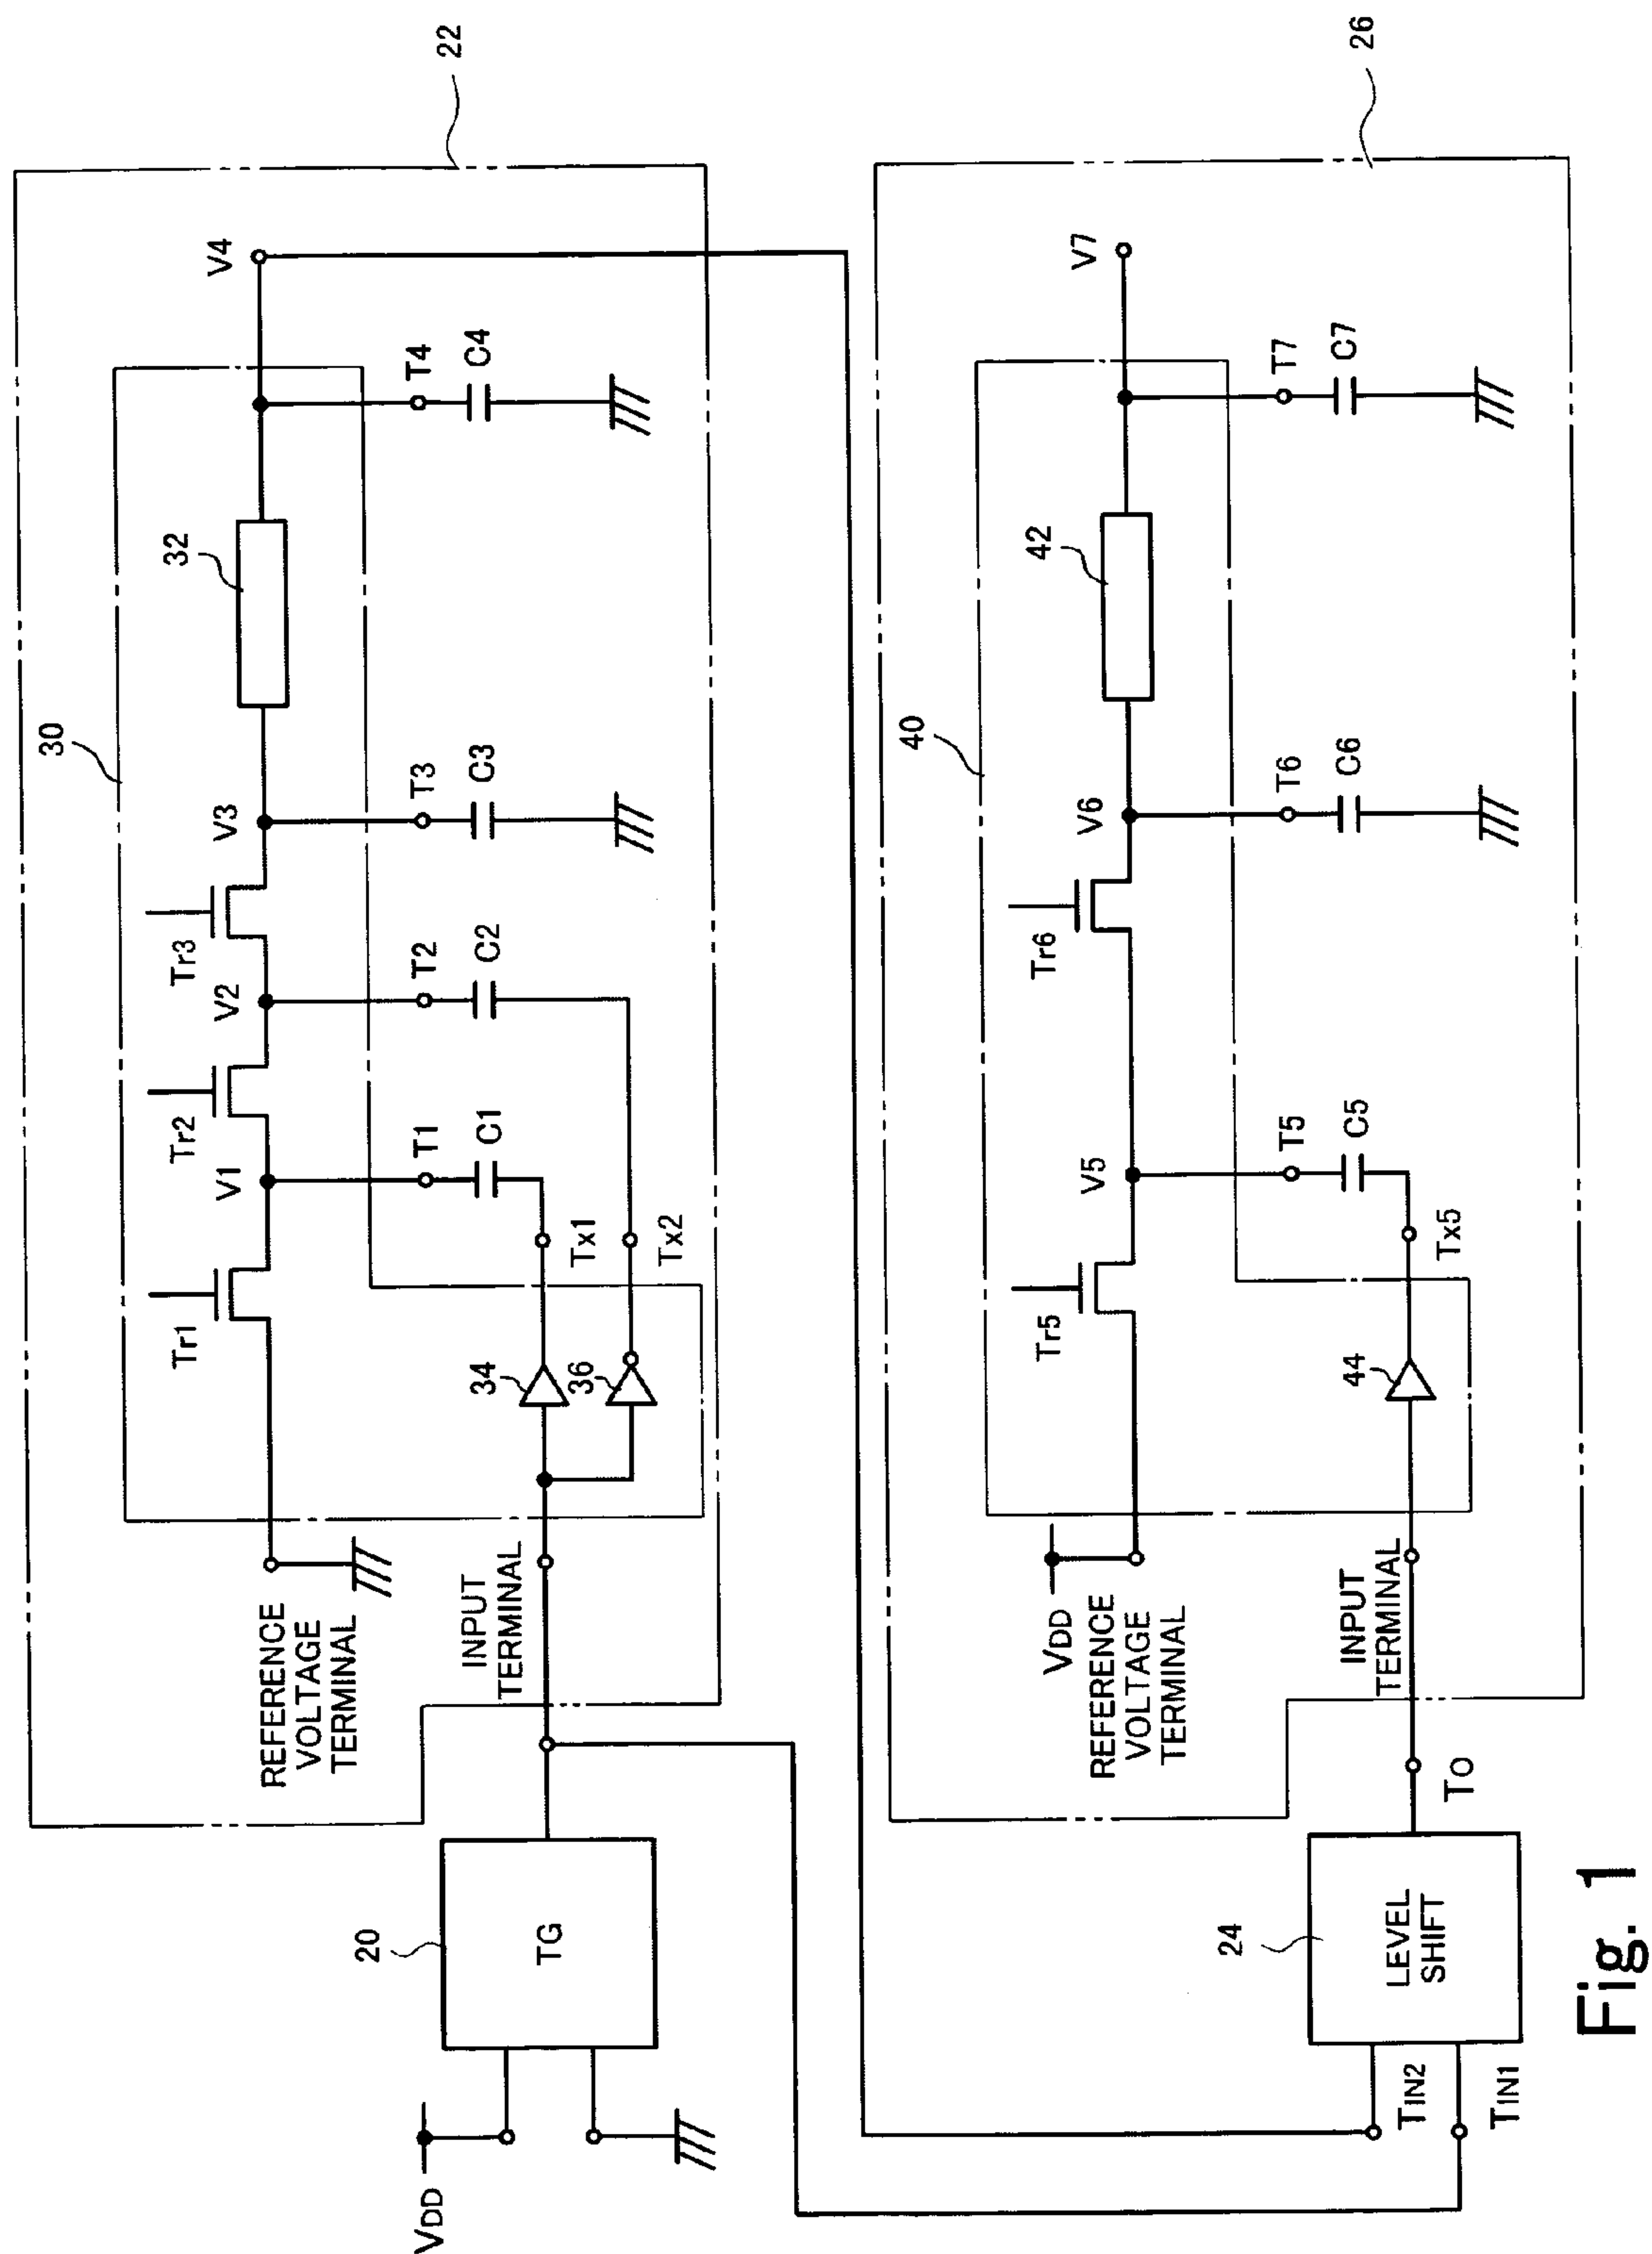 22
30
32
V4
T4
C4
V3
T3
C3
Tr3
V2
T2
C2
Tr2
V1
T1
C1
Tr1
Tx1
Tx2
34
36
REFERENCE
VOLTAGE
TERMINAL
INPUT
TERMINAL
20
TG
VDD
26
40
42
V7
T7
C7
V6
T6
C6
Tr6
V5
T5
C5
Tr5
Tx5
44
VDD
REFERENCE
VOLTAGE
TERMINAL
INPUT
TERMINAL
TO
24
LEVEL
SHIFT
TIN2
TIN1
Fig. 1